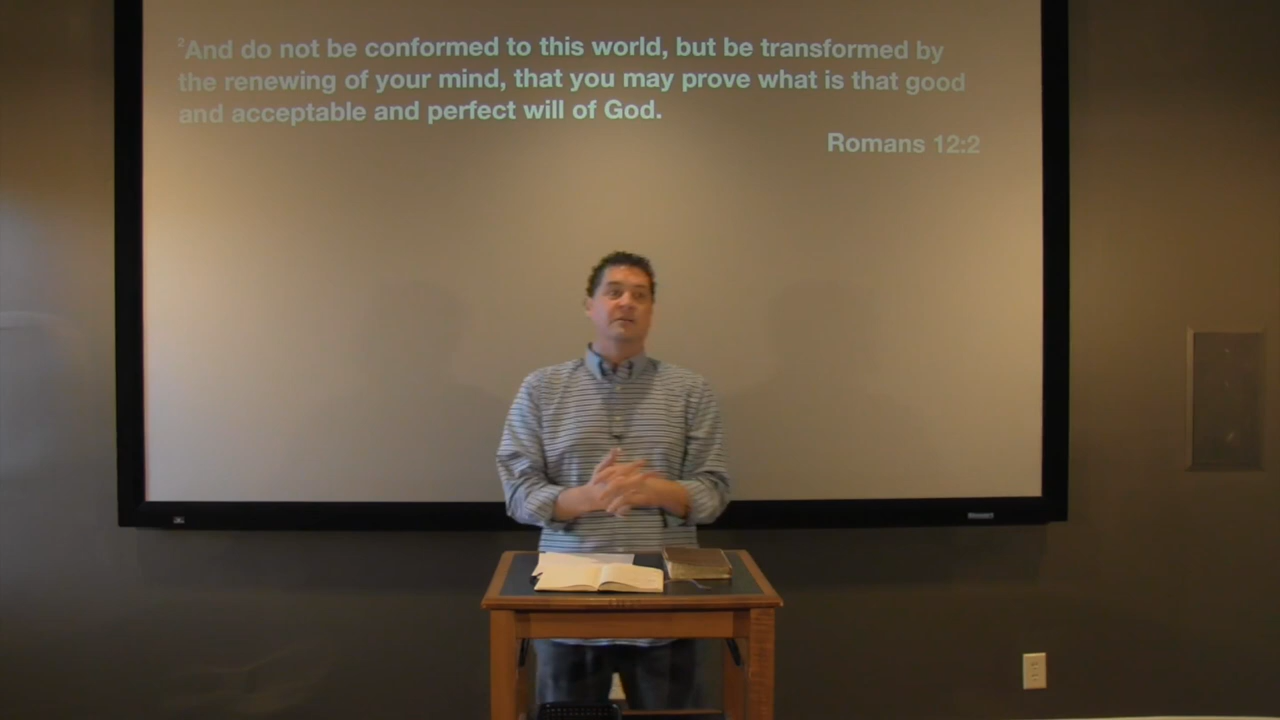 ²And do not be conformed to this world, but be transformed by
the renewing of your mind, that you may prove what is that good
and acceptable and perfect will of God.
Romans 12:2